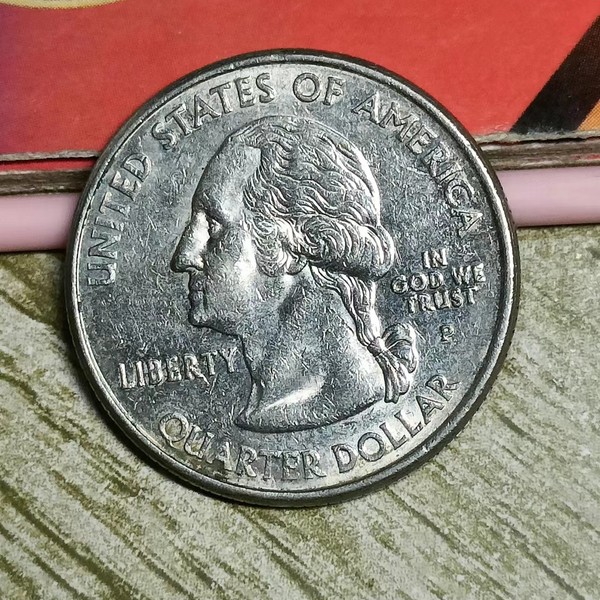 UNITED STATES OF AMERICA
LIBERTY
IN
GOD WE
TRUST
P
QUARTER DOLLAR